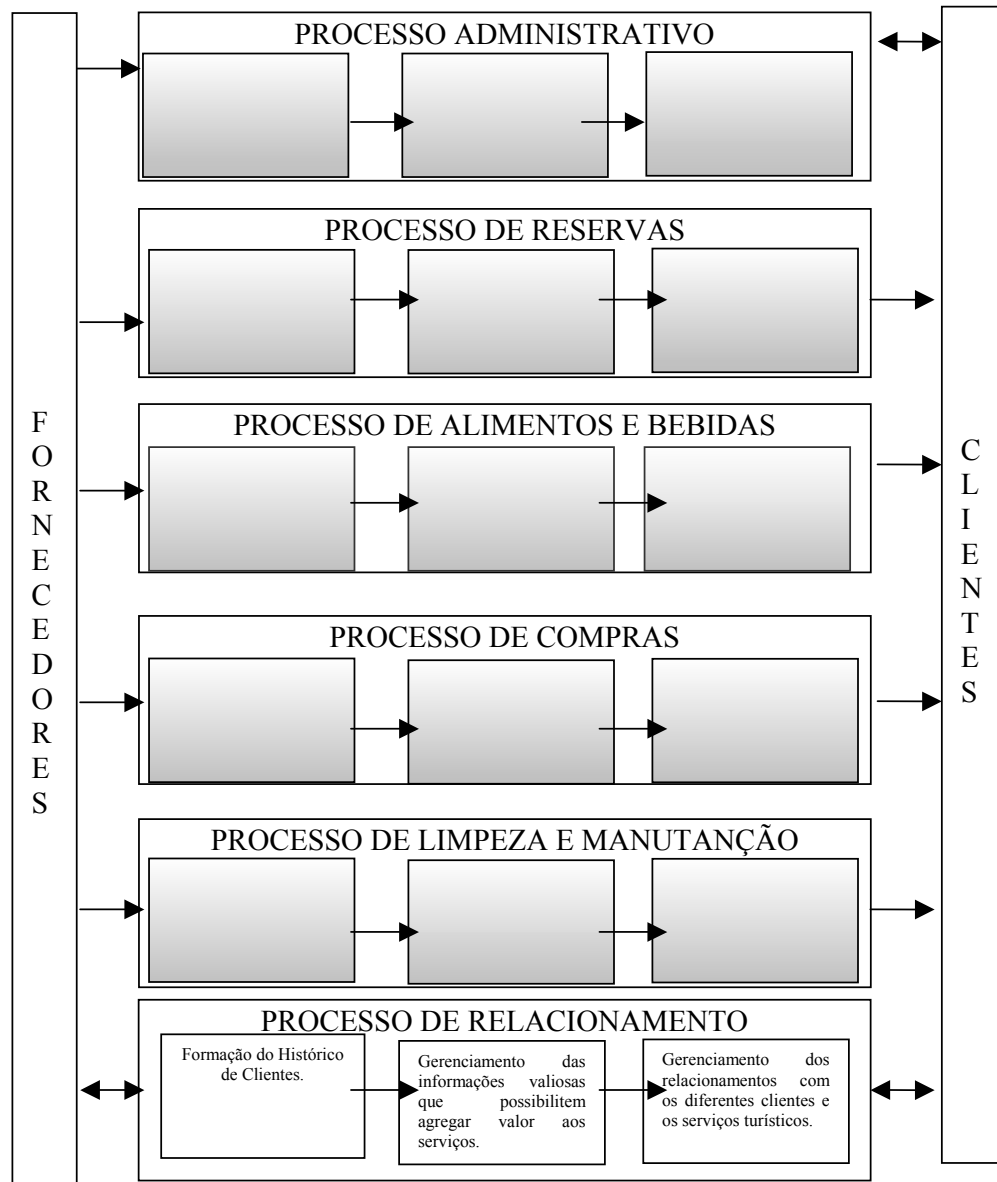 PROCESSO ADMINISTRATIVO
PROCESSO DE RESERVAS
FORNECEDORES
PROCESSO DE ALIMENTOS E BEBIDAS
CLIENTES
PROCESSO DE COMPRAS
PROCESSO DE LIMPEZA E MANUTANÇÃO
PROCESSO DE RELACIONAMENTO
Formação do Histórico
de Clientes.
Gerenciamento das
informações valiosas
que possibilitem
agregar valor aos
serviços.
Gerenciamento dos
relacionamentos com
os diferentes clientes e
os serviços turísticos.